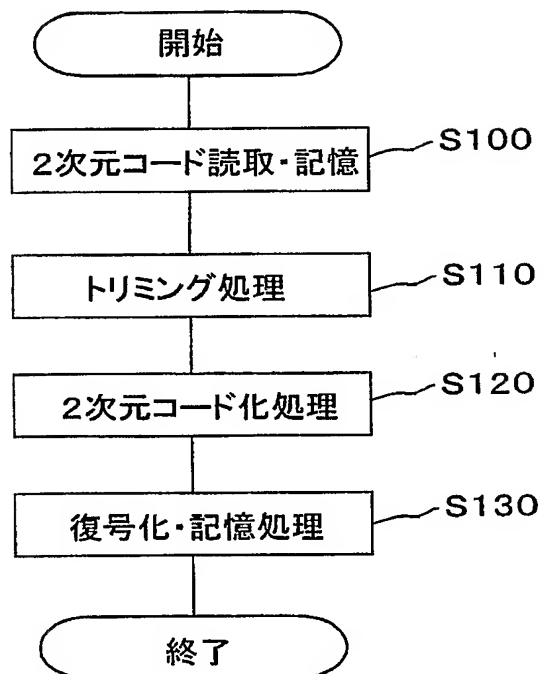 開始
2次元コード読取・記憶
S100
トリミング処理
S110
2次元コード化処理
S120
復号化・記憶処理
S130
終了